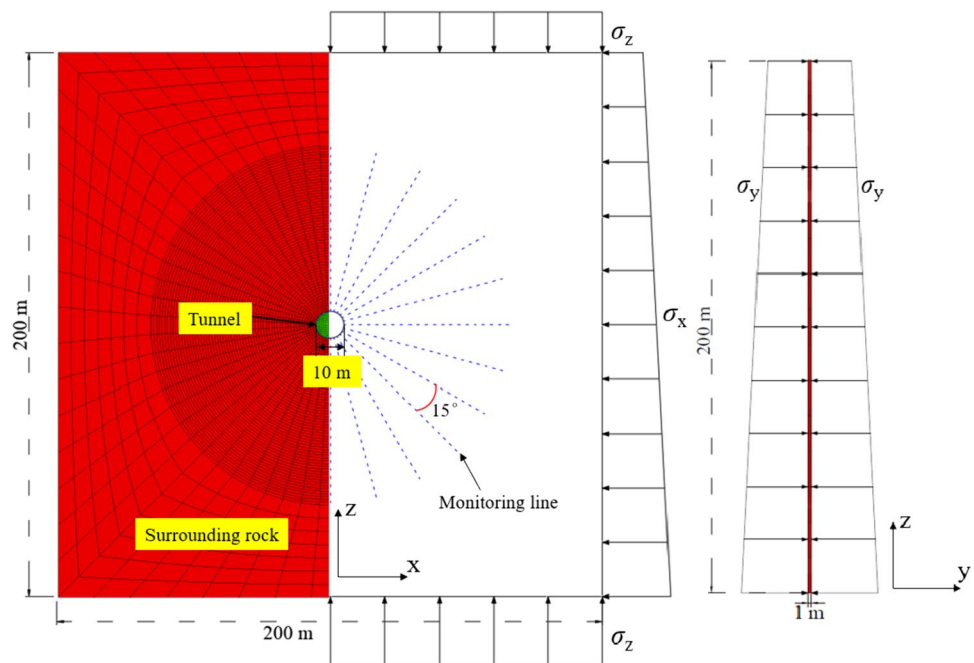 σz
σy
σy
200 m
200 m
Tunnel
σx
10 m
15°
Monitoring line
z
Surrounding rock
x
z
y
200 m
1 m
σz